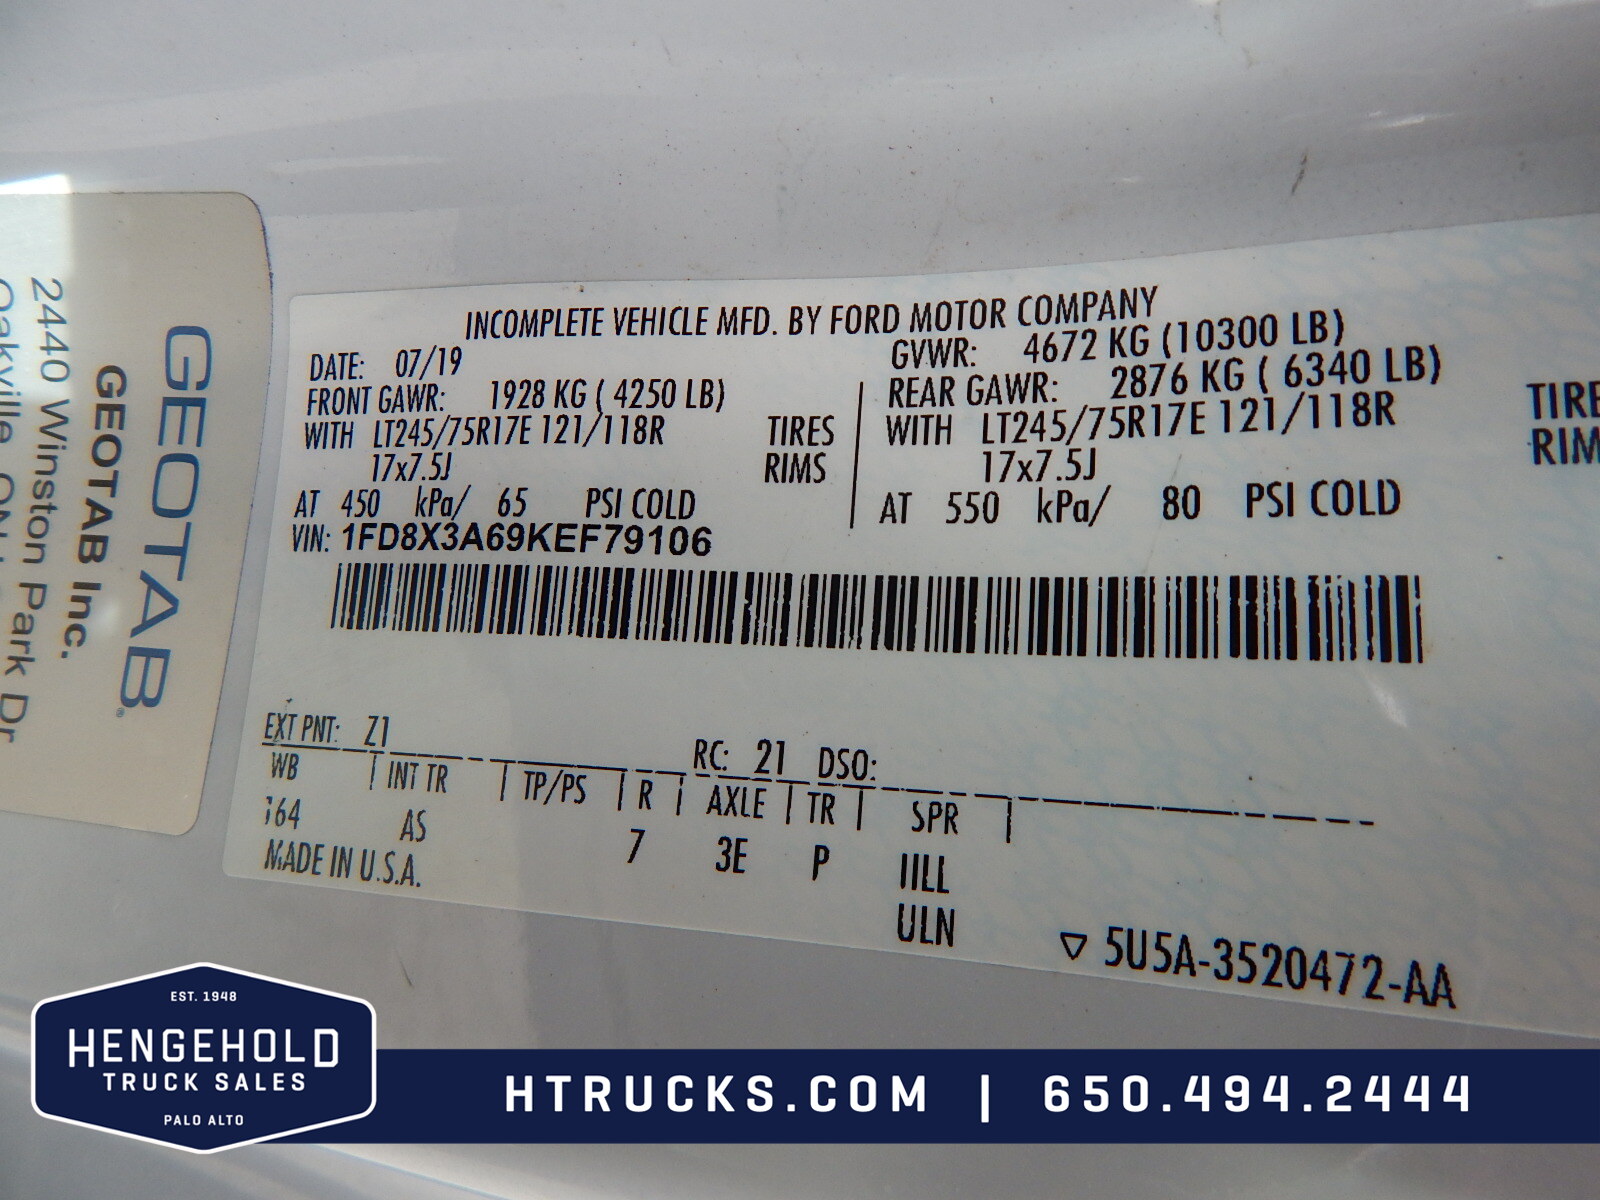 GEOTAB®
GEOTAB Inc.
2440 Winston Park Dr
Oakville, ON
INCOMPLETE VEHICLE MFD. BY FORD MOTOR COMPANY
DATE: 07/19 GVWR: 4672 KG (10300 LB)
FRONT GAWR: 1928 KG ( 4250 LB) REAR GAWR: 2876 KG ( 6340 LB)
WITH LT245/75R17E 121/118R TIRES WITH LT245/75R17E 121/118R TIRE
17x7.5J RIMS 17x7.5J RIM
AT 450 kPa/ 65 PSI COLD AT 550 kPa/ 80 PSI COLD
VIN: 1FD8X3A69KEF79106
EXT PNT: Z1 RC: 21 DSO:
WB | INT TR | TP/PS | R | AXLE | TR | SPR |
164 AS 7 3E P IILL
MADE IN U.S.A. ULN
▽ 5U5A-3520472-AA
EST. 1948
HENGEHOLD
TRUCK SALES
PALO ALTO
HTRUCKS.COM | 650.494.2444